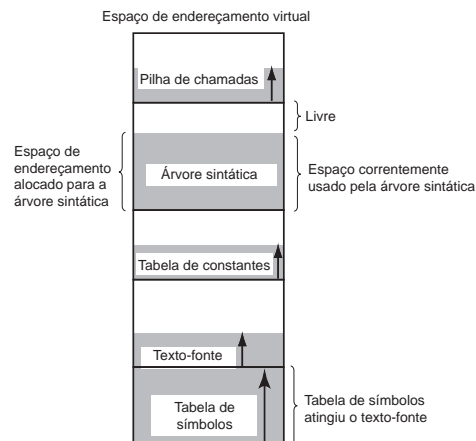 Espaço de endereçamento virtual
Pilha de chamadas
Livre
Espaço de
endereçamento
alocado para a
árvore sintática
Árvore sintática
Espaço correntemente
usado pela árvore sintática
Tabela de constantes
Texto-fonte
Tabela de
símbolos
Tabela de símbolos
atingiu o texto-fonte